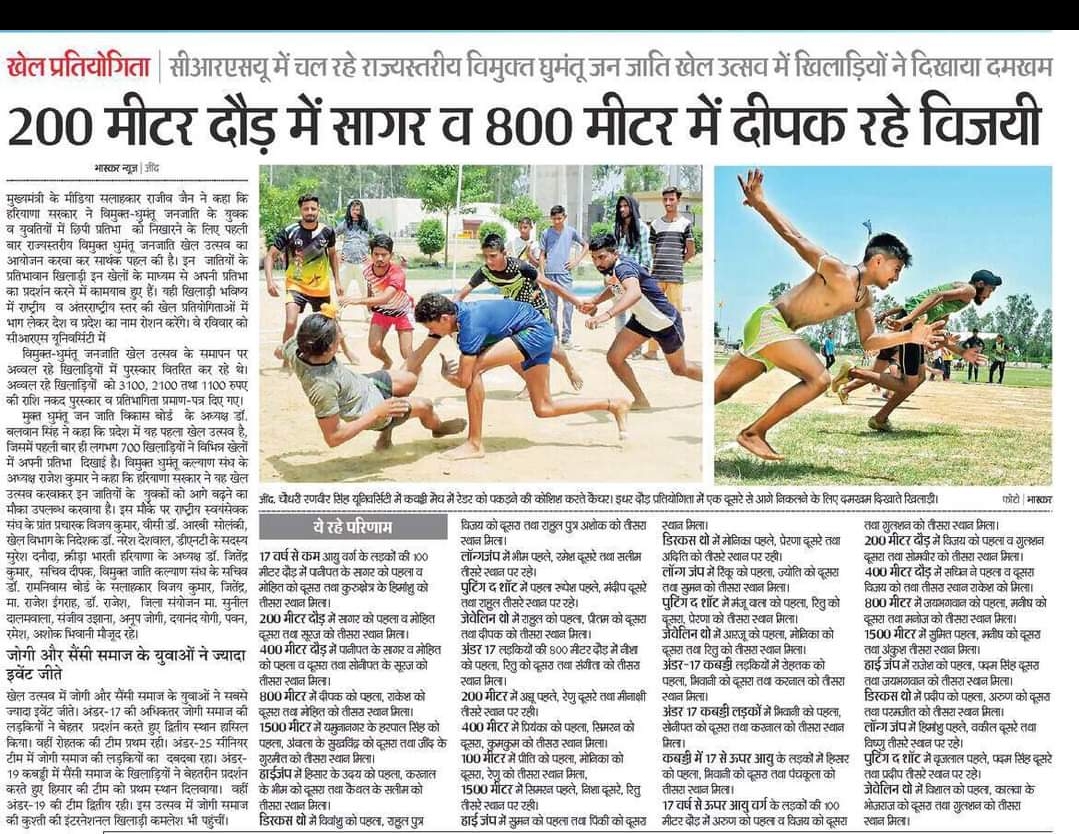 खेल प्रतियोगिता | सीआरएसयू में चल रहे राज्यस्तरीय विमुक्त घुमंतू जन जाति खेल उत्सव में खिलाड़ियों ने दिखाया दमखम
200 मीटर दौड़ में सागर व 800 मीटर में दीपक रहे विजयी
भास्कर न्यूज | जींद
मुख्यमंत्री के मीडिया सलाहकार राजीव जैन ने कहा कि
हरियाणा सरकार ने विमुक्त-घुमंतू जनजाति के युवक
व युवतियों में छिपी प्रतिभा को निखारने के लिए पहली
बार राज्यस्तरीय विमुक्त घुमंतू जनजाति खेल उत्सव का
आयोजन करवा कर सार्थक पहल की है। इन जातियों के
प्रतिभावान खिलाड़ी इन खेलों के माध्यम से अपनी प्रतिभा
का प्रदर्शन करने में कामयाब हुए हैं। यही खिलाड़ी भविष्य
में राष्ट्रीय व अंतरराष्ट्रीय स्तर की खेल प्रतियोगिताओं में
भाग लेकर देश व प्रदेश का नाम रोशन करेंगे। वे रविवार को
सीआरएस यूनिवर्सिटी में
विमुक्त-घुमंतू जनजाति खेल उत्सव के समापन पर
अव्वल रहे खिलाड़ियों में पुरस्कार वितरित कर रहे थे।
अव्वल रहे खिलाड़ियों को 3100, 2100 तथा 1100 रुपए
की राशि नकद पुरस्कार व प्रतिभागिता प्रमाण-पत्र दिए गए।
मुक्त घुमंतू जन जाति विकास बोर्ड के अध्यक्ष डॉ.
बलवान सिंह ने कहा कि प्रदेश में यह पहला खेल उत्सव है,
जिसमें पहली बार ही लगभग 700 खिलाड़ियों ने विभिन्न खेलों
में अपनी प्रतिभा दिखाई है। विमुक्त घुमंतू कल्याण संघ के
अध्यक्ष राजेश कुमार ने कहा कि हरियाणा सरकार ने यह खेल
उत्सव करवाकर इन जातियों के युवकों को आगे बढ़ने का
मौका उपलब्ध करवाया है। इस मौके पर राष्ट्रीय स्वयंसेवक
संघ के प्रांत प्रचारक विजय कुमार, वीसी डॉ. आरबी सोलंकी,
खेल विभाग के निदेशक डॉ. नरेश देशवाल, डीएनटी के सदस्य
सुरेश दनौदा, क्रीड़ा भारती हरियाणा के अध्यक्ष डॉ. जितेंद्र
कुमार, सचिव दीपक, विमुक्त जाति कल्याण संघ के सचिव
डॉ. रामनिवास बोर्ड के सलाहकार विजय कुमार, जितेंद्र,
मा. राजेश इंगराह, डॉ. राजेश, जिला संयोजन मा. सुनील
दालमवाला, संजीव उझाना, अनूप जोगी, दयानंद योगी, पवन,
रमेश, अशोक भिवानी मौजूद रहे।
जोगी और सैंसी समाज के युवाओं ने ज्यादा
इवेंट जीते
खेल उत्सव में जोगी और सैंसी समाज के युवाओं ने सबसे
ज्यादा इवेंट जीते। अंडर-17 की अधिकतर जोगी समाज की
लड़कियों ने बेहतर प्रदर्शन करते हुए द्वितीय स्थान हासिल
किया। वहीं रोहतक की टीम प्रथम रही। अंडर-25 सीनियर
टीम में जोगी समाज की लड़कियों का दबदबा रहा। अंडर-
19 कबड्डी में सैंसी समाज के खिलाड़ियों ने बेहतरीन प्रदर्शन
करते हुए हिसार की टीम को प्रथम स्थान दिलवाया। वहीं
अंडर-19 की टीम द्वितीय रही। इस उत्सव में जोगी समाज
की कुश्ती की इंटरनेशनल खिलाड़ी कमलेश भी पहुंचीं।
जींद. चौधरी रणबीर सिंह यूनिवर्सिटी में कबड्डी मैच में रेडर को पकड़ने की कोशिश करते कैचर। इधर दौड़ प्रतियोगिता में एक दूसरे से आगे निकलने के लिए दमखम दिखाते खिलाड़ी।
फोटो | भास्कर
ये रहे परिणाम
17 वर्ष से कम आयु वर्ग के लड़कों की 100
मीटर दौड़ में पानीपत के सागर को पहला व
मोहित को दूसरा तथा कुरुक्षेत्र के हिमांशु को
तीसरा स्थान मिला।
200 मीटर दौड़ में सागर को पहला व मोहित
दूसरा तथा सूरज को तीसरा स्थान मिला।
400 मीटर दौड़ में पानीपत के सागर व मोहित
को पहला व दूसरा तथा सोनीपत के सूरज को
तीसरा स्थान मिला।
800 मीटर में दीपक को पहला, राकेश को
दूसरा तथा मोहित को तीसरा स्थान मिला।
1500 मीटर में यमुनानगर के हरपाल सिंह को
पहला, अंबाला के सुखविंद्र को दूसरा तथा जींद के
गुरमीत को तीसरा स्थान मिला।
हाईजंप में हिसार के उदय को पहला, करनाल
के भीम को दूसरा तथा कैथल के सलीम को
तीसरा स्थान मिला।
डिस्कस थ्रो में दिवांशु को पहला, राहुल पुत्र
विजय को दूसरा तथा राहुल पुत्र अशोक को तीसरा
स्थान मिला।
लॉन्गजंप में भीम पहले, रमेश दूसरे तथा सलीम
तीसरे स्थान पर रहे।
पुटिंग द शॉट में पहला रुपेश पहले, मंदीप दूसरे
तथा राहुल तीसरे स्थान पर रहे।
जेवेलिन थ्रो में राहुल को पहला, प्रीतम को दूसरा
तथा दीपक को तीसरा स्थान मिला।
अंडर 17 लड़कियों की 800 मीटर दौड़ में वीशा
को पहला, रितु को दूसरा तथा संगीता को तीसरा
स्थान मिला।
200 मीटर में अन्नू पहले, रेणु दूसरे तथा मीनाक्षी
तीसरे स्थान पर रही।
400 मीटर में प्रियंका को पहला, सिमरन को
दूसरा, कुमकुम को तीसरा स्थान मिला।
100 मीटर में प्रीति को पहला, मोनिका को
दूसरा, रेणु को तीसरा स्थान मिला,
1500 मीटर में सिमरन पहले, निशा दूसरे, रितु
तीसरे स्थान पर रही।
हाई जंप में सुमन को पहला तथा पिंकी को दूसरा
स्थान मिला।
डिस्कस थ्रो में मेनिका पहले, प्रेरणा दूसरे तथा
अदिति को तीसरे स्थान पर रही।
लॉन्ग जंप में रिंकू को पहला, ज्योति को दूसरा
तथा सुमन को तीसरा स्थान मिला।
पुटिंग द शॉट में मंजू बाला को पहला, रितु को
दूसरा, प्रेरणा को तीसरा स्थान मिला।
जेवेलिन थ्रो में आरजू को पहला, मोनिका को
दूसरा तथा रितु को तीसरा स्थान मिला।
अंडर-17 कबड्डी लड़कियों में रोहतक को
पहला, भिवानी को दूसरा तथा करनाल को तीसरा
स्थान मिला।
अंडर 17 कबड्डी लड़कों में भिवानी को पहला,
सोनीपत को दूसरा तथा करनाल को तीसरा स्थान
मिला।
कबड्डी में 17 से ऊपर आयु के लड़कों में हिसार
को पहला, भिवानी को दूसरा तथा पंचकूला को
तीसरा स्थान मिला।
17 वर्ष से ऊपर आयु वर्ग के लड़कों की 100
मीटर दौड़ में अरुण को पहला व विजय को दूसरा
तथा गुलशन को तीसरा स्थान मिला।
200 मीटर दौड़ में विजय को पहला व गुलशन
दूसरा तथा सोमवीर को तीसरा स्थान मिला।
400 मीटर दौड़ में सचिन ने पहला व दूसरा
विजय को तथा तीसरा स्थान राकेश को मिला।
800 मीटर में जयभगवान को पहला, मनीष को
दूसरा तथा मनोज को तीसरा स्थान मिला।
1500 मीटर में सुमित पहला, मनीष को दूसरा
तथा अंकुश तीसरा स्थान मिला।
हाई जंप में राजेश को पहला, पदम सिंह दूसरा
तथा जयभगवान को तीसरा स्थान मिला।
डिस्कस थ्रो में प्रदीप को पहला, अरुण को दूसरा
तथा परमजीत को तीसरा स्थान मिला।
लॉन्ग जंप में हिमांशु पहले, वकील दूसरे तथा
विष्णु तीसरे स्थान पर रहे।
पुटिंग द शॉट में वृजलाल पहले, पदम सिंह दूसरे
तथा प्रदीप तीसरे स्थान पर रहे।
जेवेलिन थ्रो में विशाल को पहला, कालवा के
भोजराज को दूसरा तथा गुलशन को तीसरा
स्थान मिला।